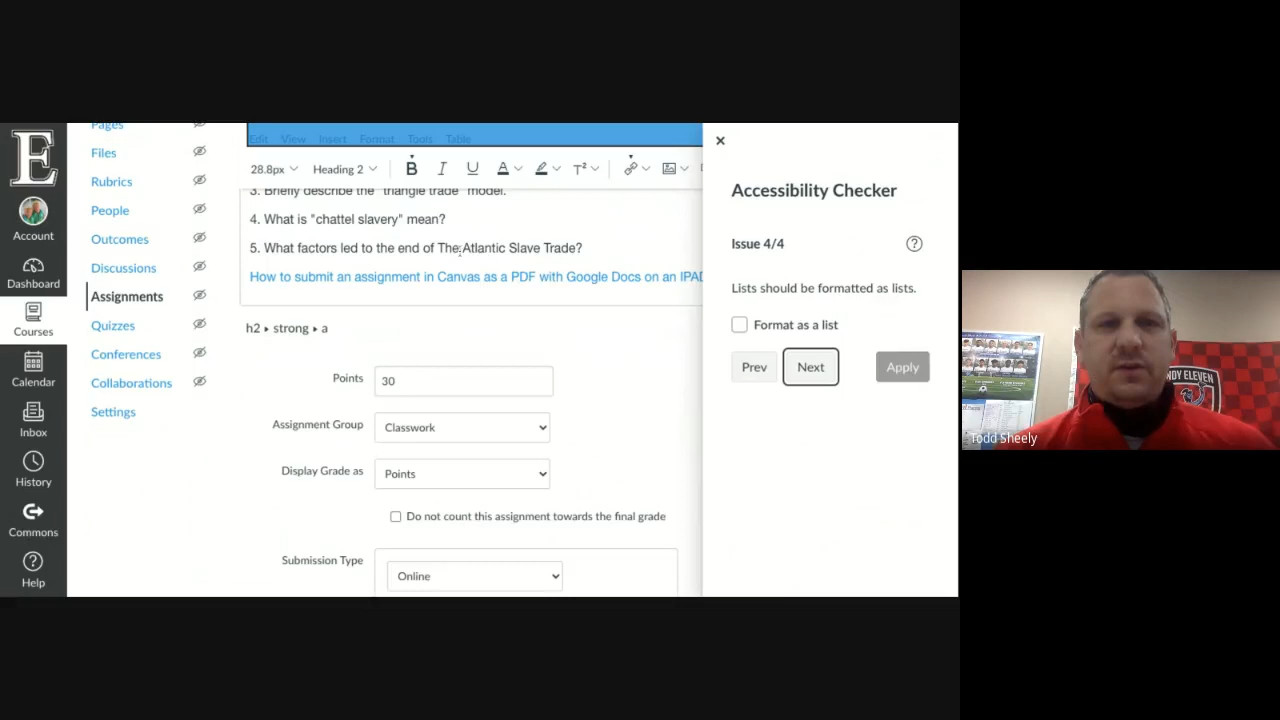 E
Account
Dashboard
Courses
Calendar
Inbox
History
Commons
Help
Pages
Files
Rubrics
People
Outcomes
Discussions
Assignments
Quizzes
Conferences
Collaborations
Settings
Edit View Insert Format Tools Table
28.8px Heading 2 B I U A T²
3. Briefly describe the "triangle trade" model.
4. What is "chattel slavery" mean?
5. What factors led to the end of The Atlantic Slave Trade?
How to submit an assignment in Canvas as a PDF with Google Docs on an IPAD
h2 ▸ strong ▸ a
Points 30
Assignment Group Classwork
Display Grade as Points
Do not count this assignment towards the final grade
Submission Type Online
Accessibility Checker
Issue 4/4
Lists should be formatted as lists.
Format as a list
Prev Next Apply
NDY ELEVEN
Todd Sheely